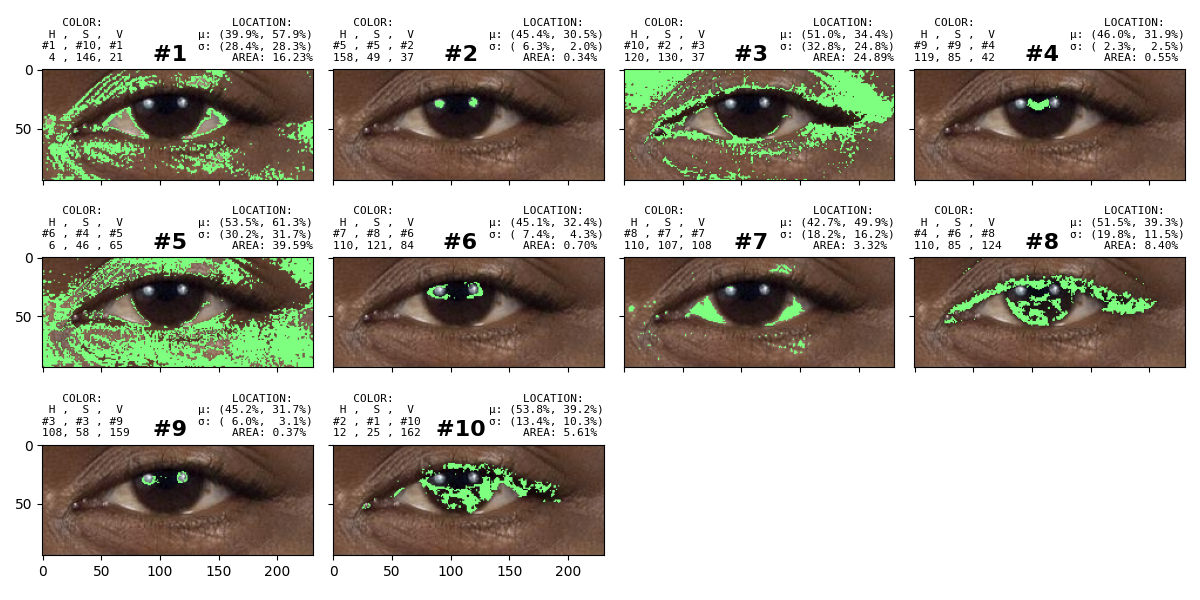 COLOR: LOCATION:
H , S , V μ: (39.9%, 57.9%)
#1 , #10, #1 σ: (28.4%, 28.3%)
4 , 146, 21 #1 AREA: 16.23%
COLOR: LOCATION:
H , S , V μ: (45.4%, 30.5%)
#5 , #5 , #2 σ: ( 6.3%, 2.0%)
158, 49 , 37 #2 AREA: 0.34%
COLOR: LOCATION:
H , S , V μ: (51.0%, 34.4%)
#10, #2 , #3 σ: (32.8%, 24.8%)
120, 130, 37 #3 AREA: 24.89%
COLOR: LOCATION:
H , S , V μ: (46.0%, 31.9%)
#9 , #9 , #4 σ: ( 2.3%, 2.5%)
119, 85 , 42 #4 AREA: 0.55%
0
50
COLOR: LOCATION:
H , S , V μ: (53.5%, 61.3%)
#6 , #4 , #5 σ: (30.2%, 31.7%)
6 , 46 , 65 #5 AREA: 39.59%
COLOR: LOCATION:
H , S , V μ: (45.1%, 32.4%)
#7 , #8 , #6 σ: ( 7.4%, 4.3%)
110, 121, 84 #6 AREA: 0.70%
COLOR: LOCATION:
H , S , V μ: (42.7%, 49.9%)
#8 , #7 , #7 σ: (18.2%, 16.2%)
110, 107, 108 #7 AREA: 3.32%
COLOR: LOCATION:
H , S , V μ: (51.5%, 39.3%)
#4 , #6 , #8 σ: (19.8%, 11.5%)
110, 85 , 124 #8 AREA: 8.40%
0
50
COLOR: LOCATION:
H , S , V μ: (45.2%, 31.7%)
#3 , #3 , #9 σ: ( 6.0%, 3.1%)
108, 58 , 159 #9 AREA: 0.37%
COLOR: LOCATION:
H , S , V μ: (53.8%, 39.2%)
#2 , #1 , #10 σ: (13.4%, 10.3%)
12 , 25 , 162 #10 AREA: 5.61%
0
50
0 50 100 150 200
0 50 100 150 200